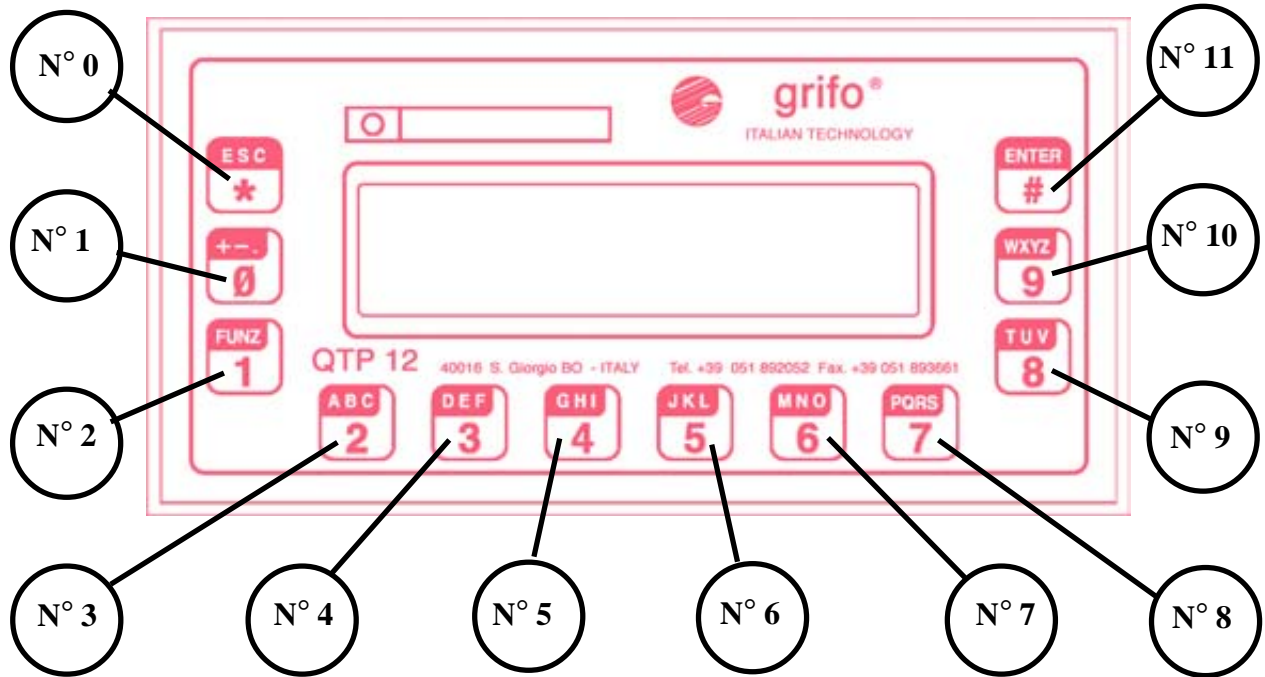 N° 0
N° 11
grifo®
ITALIAN TECHNOLOGY
ESC
*
ENTER
#
N° 1
+-.
Ø
WXYZ
9
N° 10
FUNZ
1
TUV
8
QTP 12
40016 S. Giorgio BO - ITALY Tel. +39 051 892052 Fax. +39 051 893661
ABC
2
DEF
3
GHI
4
JKL
5
MNO
6
PQRS
7
N° 2
N° 9
N° 3
N° 4
N° 5
N° 6
N° 7
N° 8